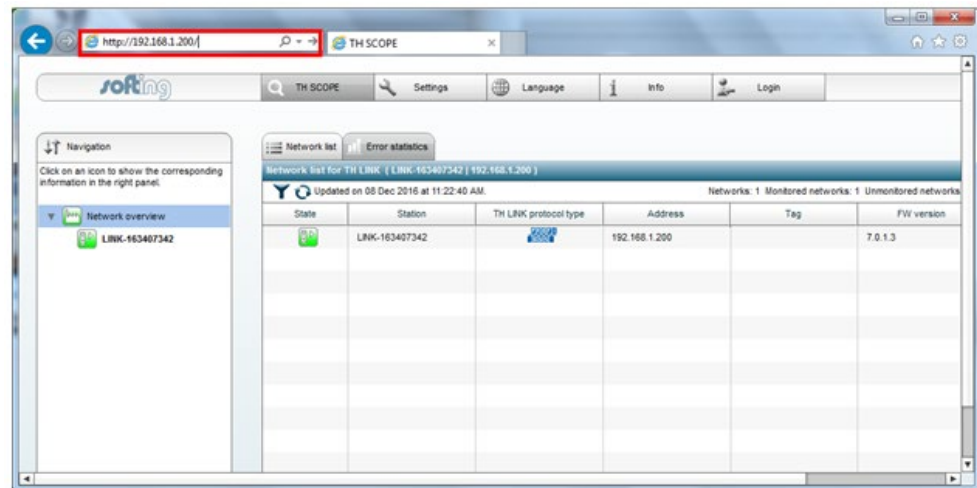 http://192.168.1.200/
TH SCOPE
softing
TH SCOPE
Settings
Language
Info
Login
Navigation
Click on an icon to show the corresponding
information in the right panel.
Network overview
LINK-163407342
Network list
Error statistics
Network list for TH LINK ( LINK-163407342 | 192.168.1.200 )
Updated on 08 Dec 2016 at 11:22:40 AM.
Networks: 1 Monitored networks: 1 Unmonitored networks
State Station TH LINK protocol type Address Tag FW version
LINK-163407342 192.168.1.200 7.0.1.3